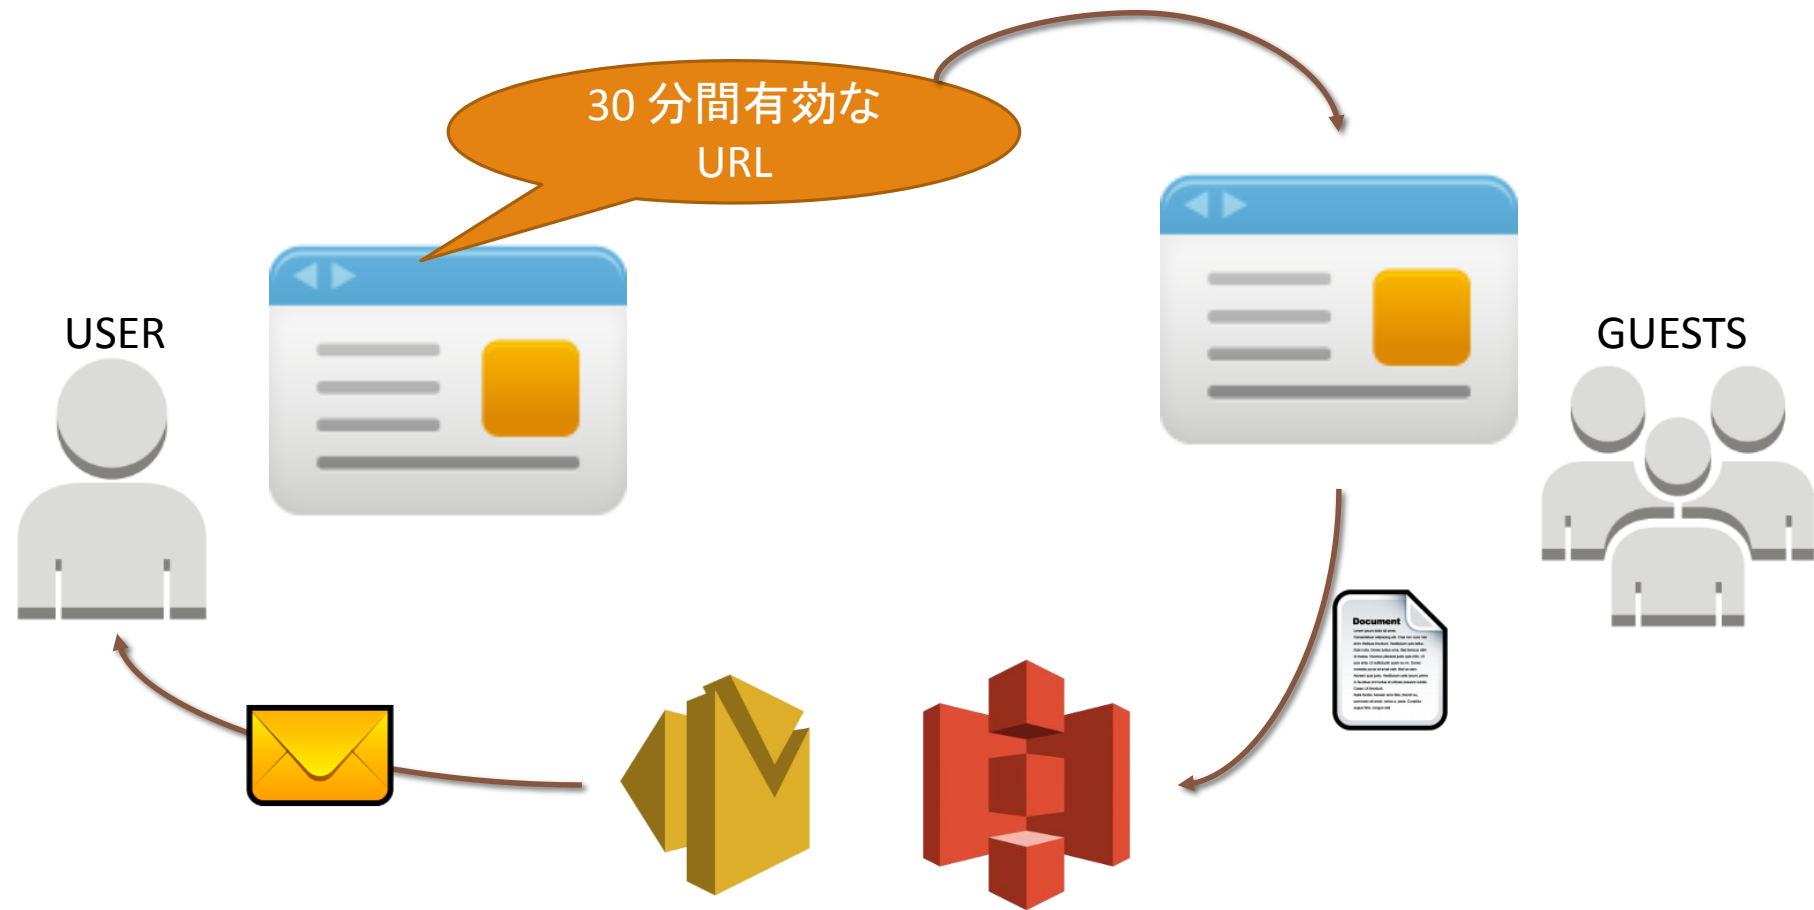 30 分間有効な
URL
USER
GUESTS
Document